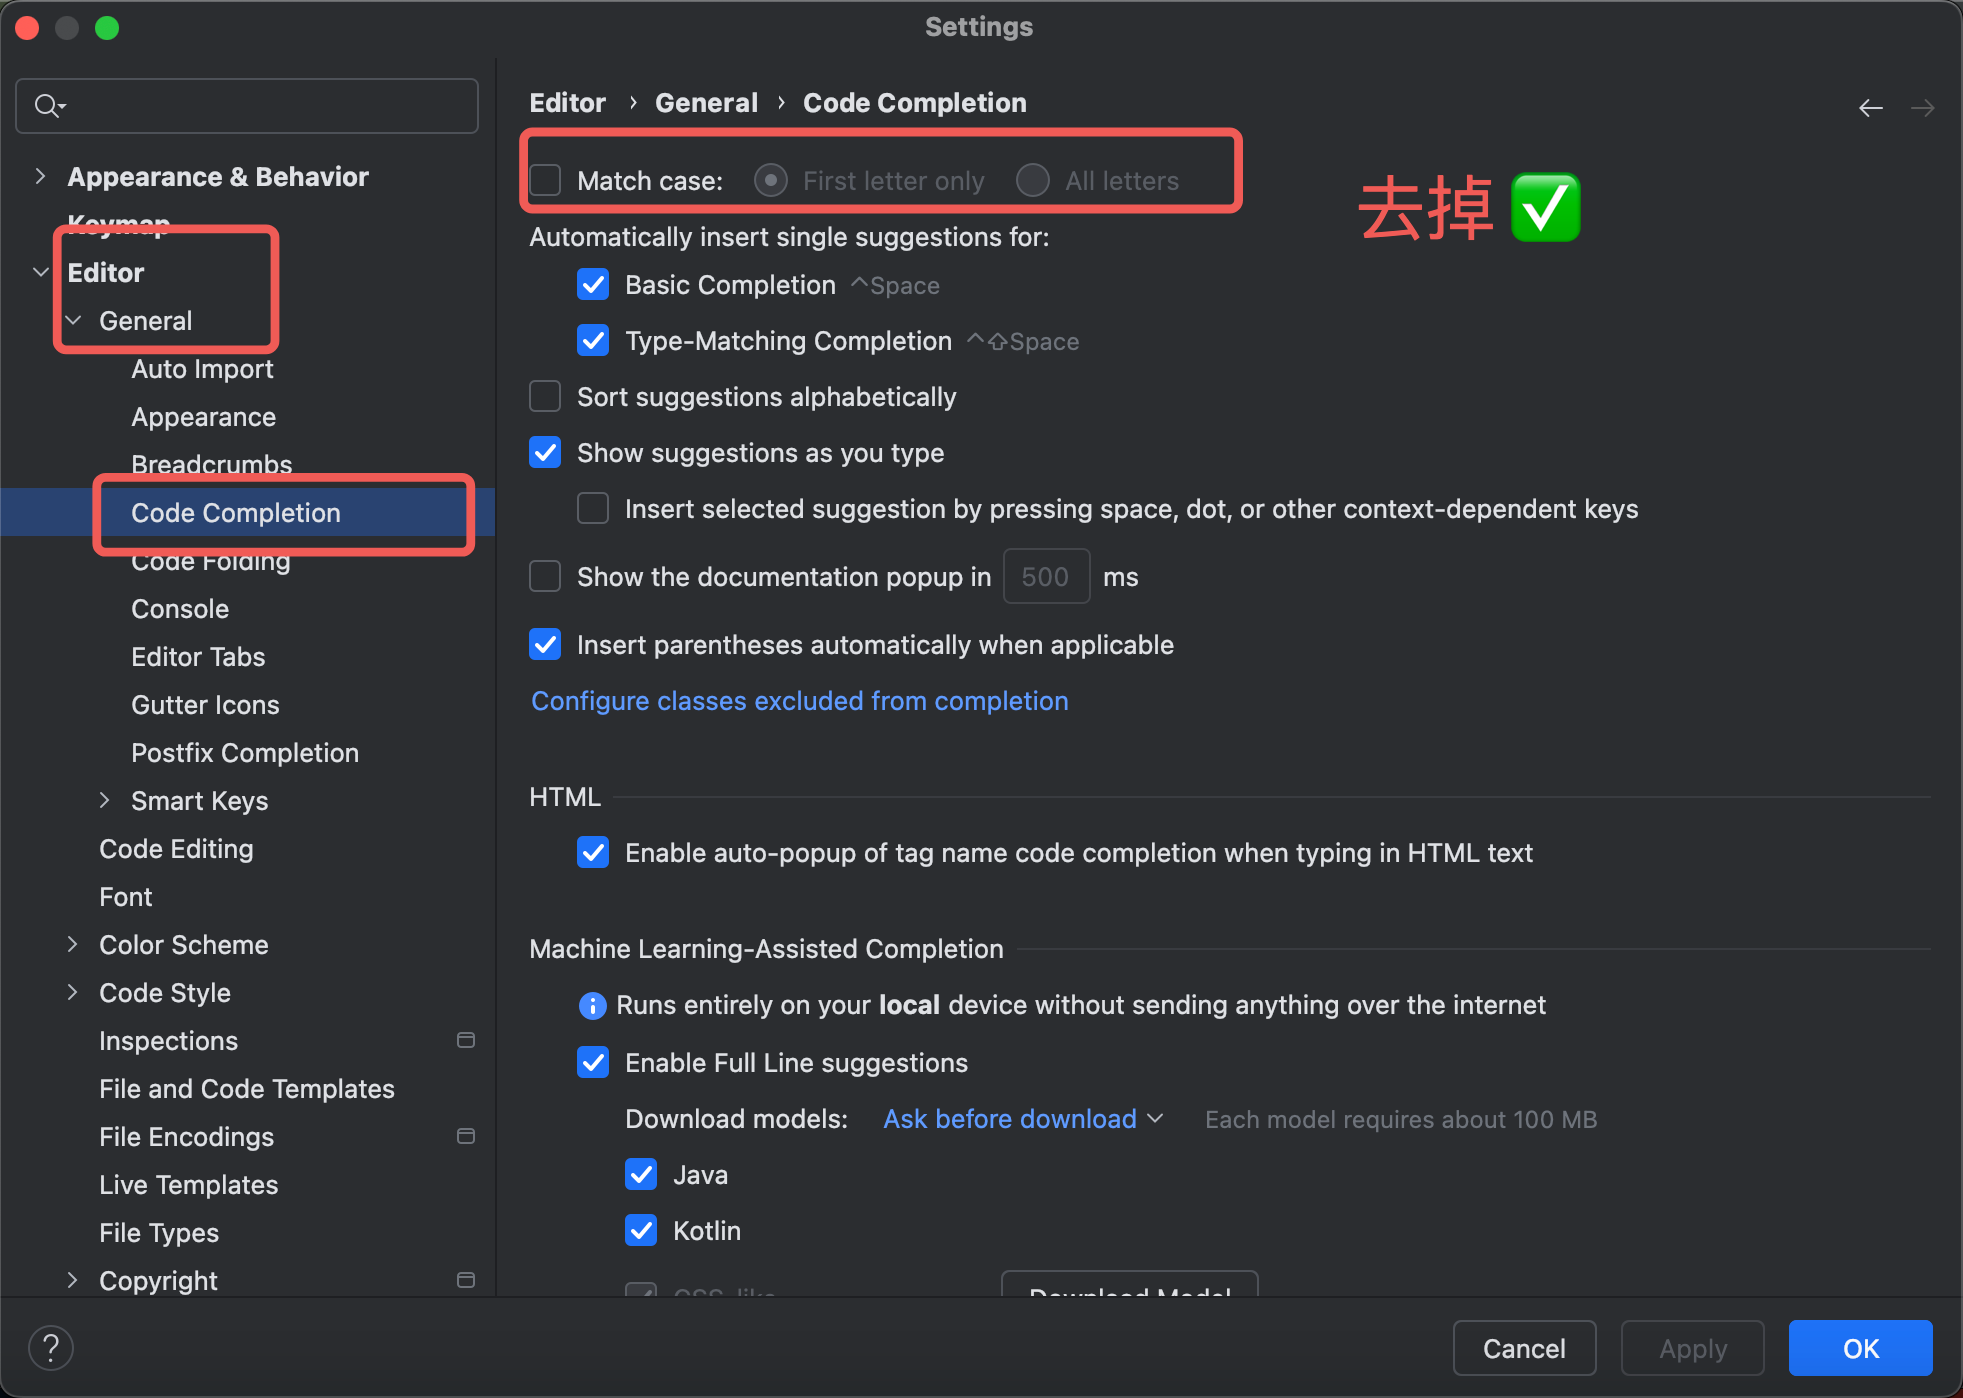 Settings
Appearance & Behavior
Keymap
Editor
General
Auto Import
Appearance
Breadcrumbs
Code Completion
Code Folding
Console
Editor Tabs
Gutter Icons
Postfix Completion
Smart Keys
Code Editing
Font
Color Scheme
Code Style
Inspections
File and Code Templates
File Encodings
Live Templates
File Types
Copyright
Editor › General › Code Completion
Match case: First letter only All letters
去掉 ✅
Automatically insert single suggestions for:
Basic Completion ^Space
Type-Matching Completion ^⇧Space
Sort suggestions alphabetically
Show suggestions as you type
Insert selected suggestion by pressing space, dot, or other context-dependent keys
Show the documentation popup in 500 ms
Insert parentheses automatically when applicable
Configure classes excluded from completion
HTML
Enable auto-popup of tag name code completion when typing in HTML text
Machine Learning-Assisted Completion
Runs entirely on your local device without sending anything over the internet
Enable Full Line suggestions
Download models: Ask before download Each model requires about 100 MB
Java
Kotlin
CSS-like Download Model
? Cancel Apply OK